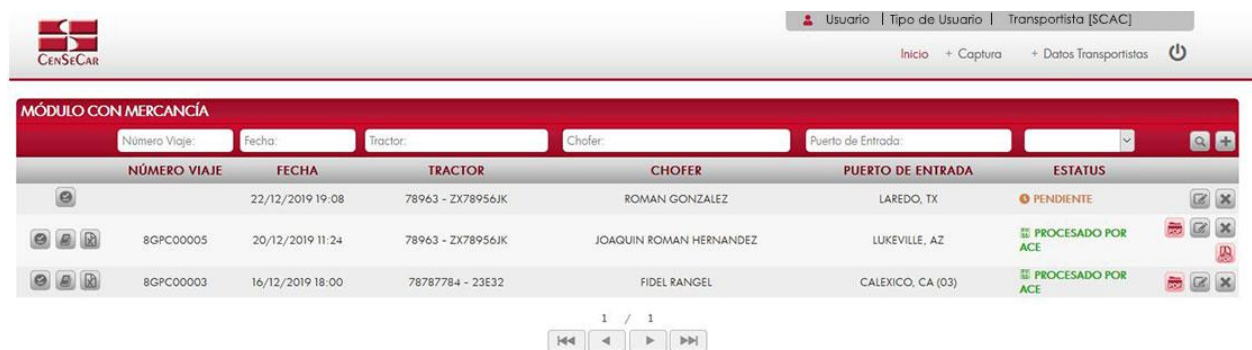 Usuario | Tipo de Usuario | Transportista [SCAC]
CENSECAR
Inicio + Captura + Datos Transportistas
MÓDULO CON MERCANCÍA
Número Viaje: Fecha: Tractor: Chofer: Puerto de Entrada:
NÚMERO VIAJE FECHA TRACTOR CHOFER PUERTO DE ENTRADA ESTATUS
22/12/2019 19:08 78963 - ZX78956JK ROMAN GONZALEZ LAREDO, TX PENDIENTE
8GPC00005 20/12/2019 11:24 78963 - ZX78956JK JOAQUIN ROMAN HERNANDEZ LUKEVILLE, AZ PROCESADO POR
ACE
8GPC00003 16/12/2019 18:00 78787784 - 23E32 FIDEL RANGEL CALEXICO, CA (03) PROCESADO POR
ACE
1 / 1